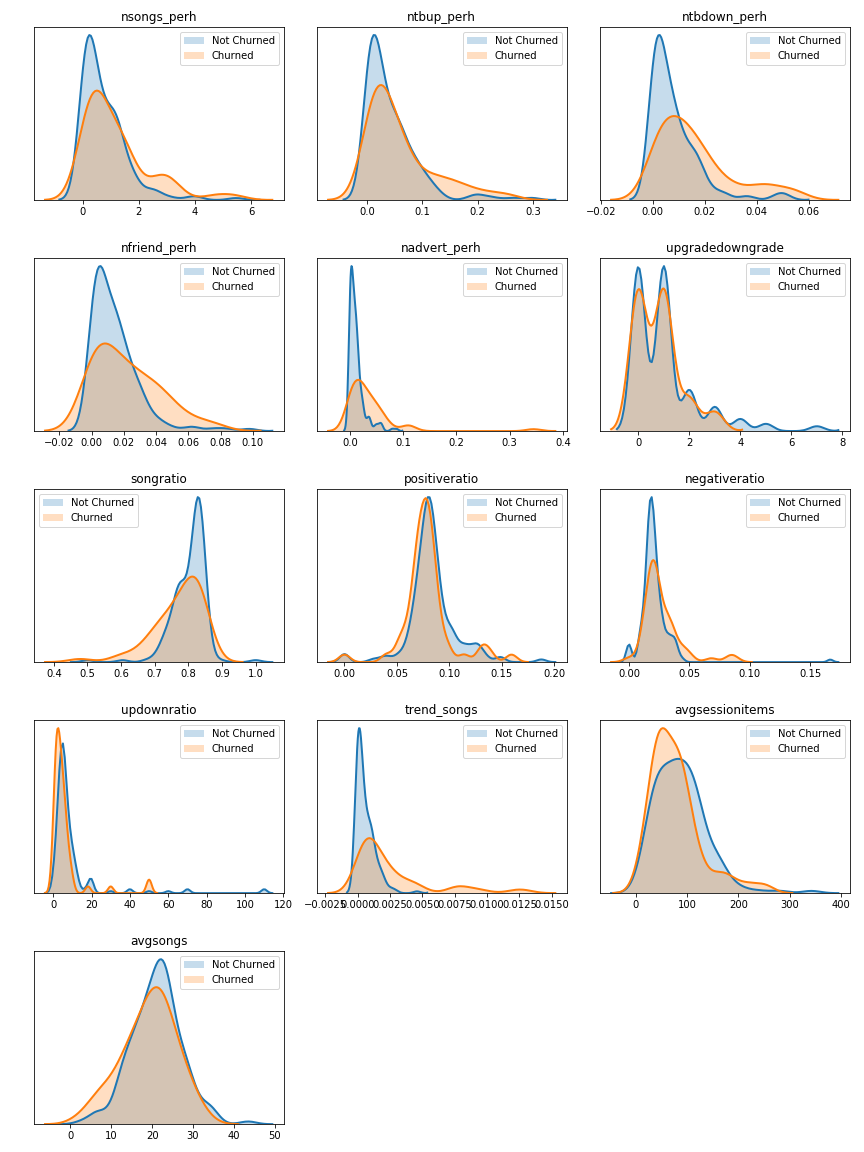 nsongs_perh
Not Churned
Churned
0 2 4 6
ntbup_perh
Not Churned
Churned
0.0 0.1 0.2 0.3
ntbdown_perh
Not Churned
Churned
−0.02 0.00 0.02 0.04 0.06
nfriend_perh
Not Churned
Churned
−0.02 0.00 0.02 0.04 0.06 0.08 0.10
nadvert_perh
Not Churned
Churned
0.0 0.1 0.2 0.3 0.4
upgradedowngrade
Not Churned
Churned
0 2 4 6 8
songratio
Not Churned
Churned
0.4 0.5 0.6 0.7 0.8 0.9 1.0
positiveratio
Not Churned
Churned
0.00 0.05 0.10 0.15 0.20
negativeratio
Not Churned
Churned
0.00 0.05 0.10 0.15
updownratio
Not Churned
Churned
0 20 40 60 80 100 120
trend_songs
Not Churned
Churned
−0.0025 0.0000 0.0025 0.0050 0.0075 0.0100 0.0125 0.0150
avgsessionitems
Not Churned
Churned
0 100 200 300 400
avgsongs
Not Churned
Churned
0 10 20 30 40 50